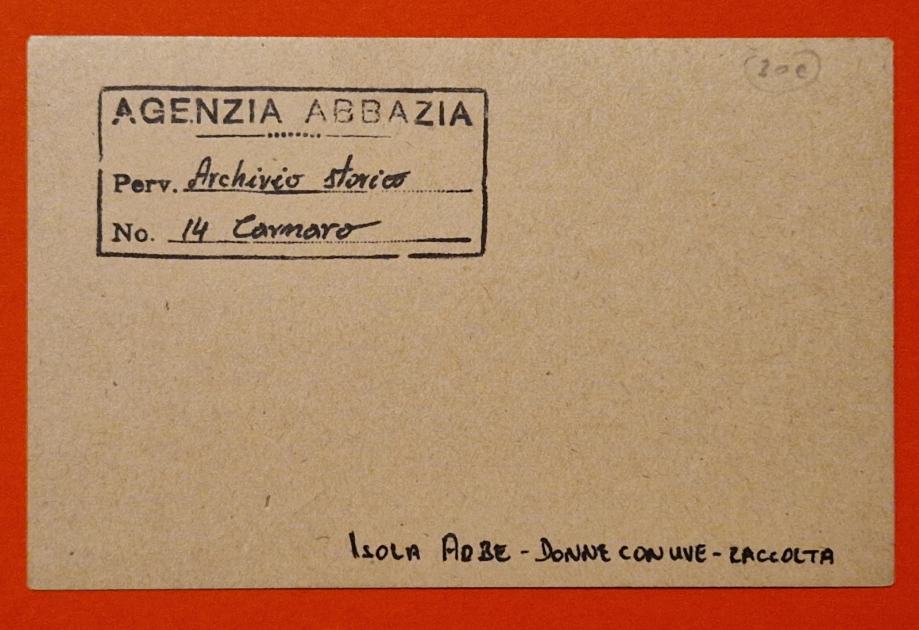 20€
AGENZIA ABBAZIA
Perv. Archivio storico
No. 14 Carnaro
ISOLA ARBE - DONNE CON UVE - RACCOLTA